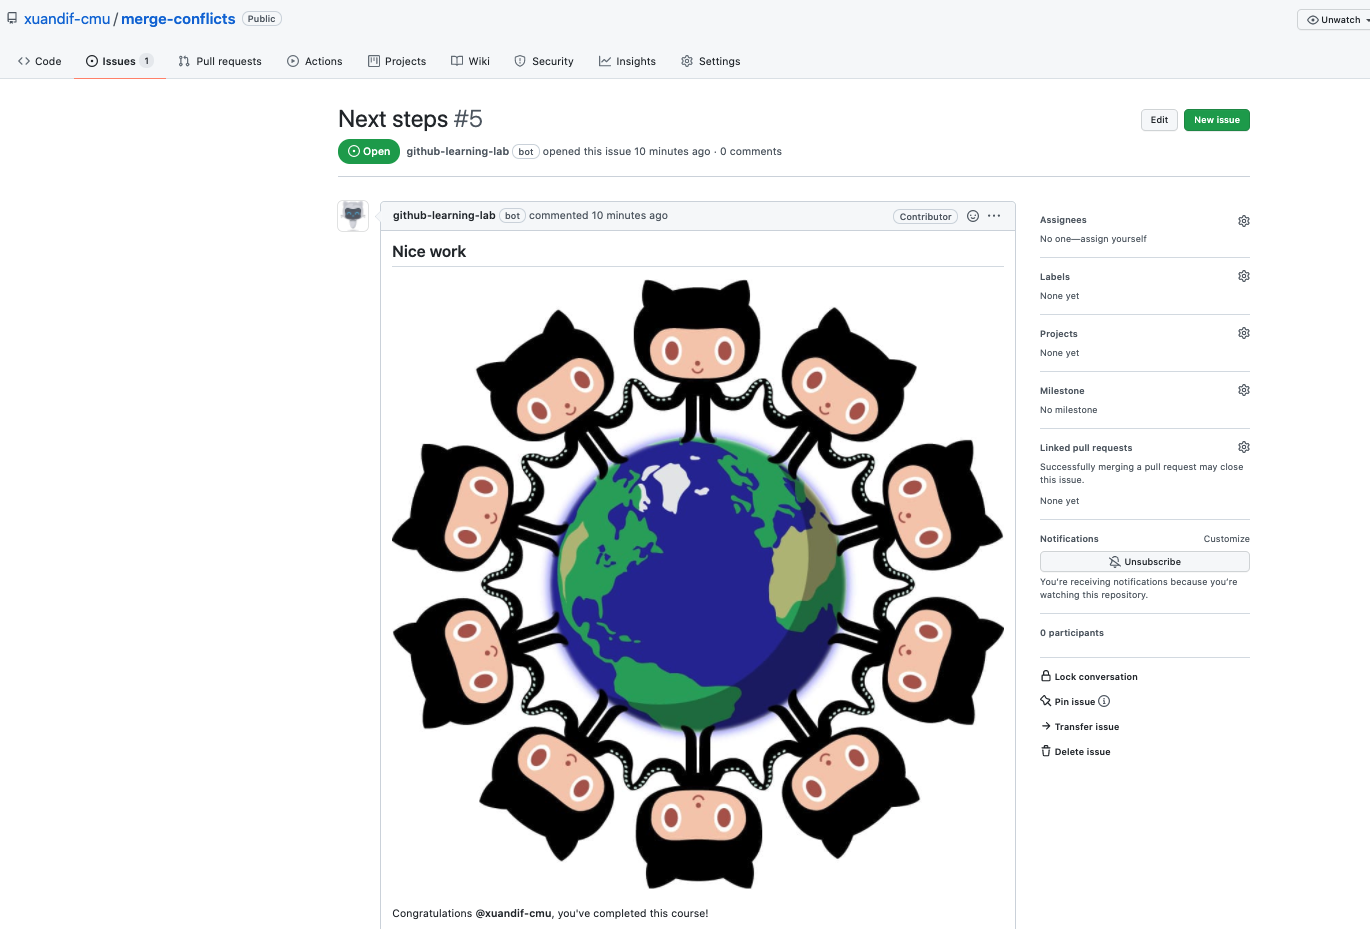 xuandif-cmu / merge-conflicts Public
Unwatch
Code Issues 1 Pull requests Actions Projects Wiki Security Insights Settings
Next steps #5
Edit New issue
Open github-learning-lab bot opened this issue 10 minutes ago · 0 comments
github-learning-lab bot commented 10 minutes ago
Contributor
Nice work
Congratulations @xuandif-cmu, you've completed this course!
Assignees
No one—assign yourself
Labels
None yet
Projects
None yet
Milestone
No milestone
Linked pull requests
Successfully merging a pull request may close
this issue.
None yet
Notifications Customize
Unsubscribe
You're receiving notifications because you're
watching this repository.
0 participants
Lock conversation
Pin issue
Transfer issue
Delete issue